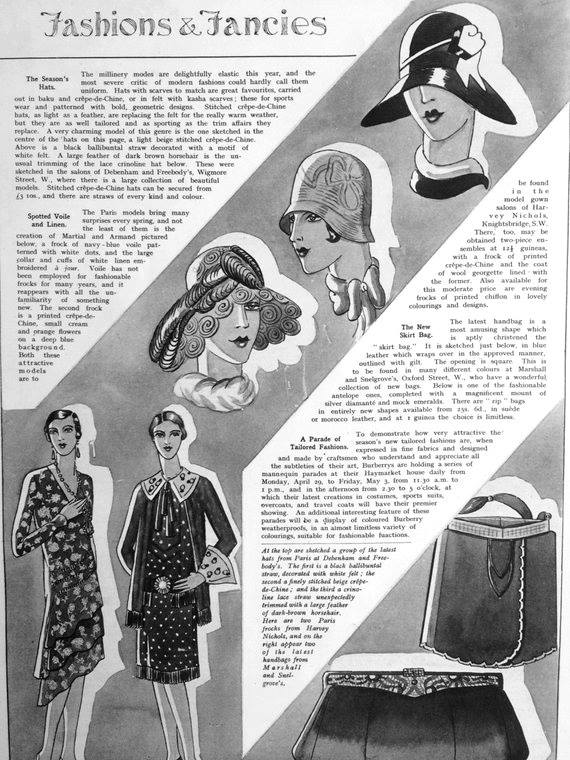 Fashions & Fancies
The Season's
Hats.
The millinery modes are delightfully elastic this year, and the
most severe critic of modern fashions could hardly call them
uniform. Hats with scarves to match are great favourites, carried
out in baku and crêpe-de-Chine, or in felt with kasha scarves; these for sports
wear and patterned with bold, geometric designs. Stitched crêpe-de-Chine
hats, as light as a feather, are replacing the felt for the really warm weather,
but they are as well tailored and as sporting as the trim affairs they
replace. A very charming model of this genre is the one sketched in the
centre of the hats on this page, a light beige stitched crêpe-de-Chine.
Above is a black ballibuntal straw decorated with a motif of
white felt. A large feather of dark brown horsehair is the un-
usual trimming of the lace crinoline hat below. These were
sketched in the salons of Debenham and Freebody's, Wigmore
Street, W., where there is a large collection of beautiful
models. Stitched crêpe-de-Chine hats can be secured from
£3 10s., and there are straws of every kind and colour.
Spotted Voile
and Linen.
The Paris models bring many
surprises every spring, and not
the least of them is the
creation of Martial and Armand pictured
below, a frock of navy-blue voile pat-
terned with white dots, and the large
collar and cuffs of white linen em-
broidered à jour. Voile has not
been employed for fashionable
frocks for many years, and it
reappears with all the un-
familiarity of something
new. The second frock
is a printed crêpe-de-
Chine, small cream
and orange flowers
on a deep blue
background.
Both these
attractive
models
are to
be found
in the
model gown
salons of Har-
vey Nichols,
Knightsbridge, S.W.
There, too, may be
obtained two-piece en-
sembles at 12½ guineas,
with a frock of printed
crêpe-de-Chine and the coat
of wool georgette lined with
the former. Also available for
this moderate price are evening
frocks of printed chiffon in lovely
colourings and designs.
The New
Skirt Bag.
The latest handbag is a
most amusing shape which
is aptly christened the
"skirt bag." It is sketched just below, in blue
leather which wraps over in the approved manner,
outlined with gilt. The opening is square. This is
to be found in many different colours at Marshall
and Snelgrove's, Oxford Street, W., who have a wonderful
collection of new bags. Below is one of the fashionable
antelope ones, completed with a magnificent mount of
silver diamanté and mock emeralds. There are "zip" bags
in entirely new shapes available from 25s. 6d., in suède
or morocco leather, and at 1 guinea the choice is limitless.
A Parade of
Tailored Fashions.
To demonstrate how very attractive the
season's new tailored fashions are, when
expressed in fine fabrics and designed
and made by craftsmen who understand and appreciate all
the subtleties of their art, Burberrys are holding a series of
mannequin parades at their Haymarket house daily from
Monday, April 29, to Friday, May 3, from 11.30 a.m. to
1 p.m., and in the afternoon from 2.30 to 5 o'clock, at
which their latest creations in costumes, sports suits,
overcoats, and travel coats will have their premier
showing. An additional interesting feature of these
parades will be a display of coloured Burberry
weatherproofs, in an almost limitless variety of
colourings, suitable for fashionable functions.
At the top are sketched a group of the latest
hats from Paris at Debenham and Free-
body's. The first is a black ballibuntal
straw, decorated with white felt; the
second a finely stitched beige crêpe-
de-Chine; and the third a crino-
line lace straw unexpectedly
trimmed with a large feather
of dark-brown horsehair.
Here are two Paris
frocks from Harvey
Nichols, and on the
right appear two
of the latest
handbags from
Marshall
and Snel-
grove's.